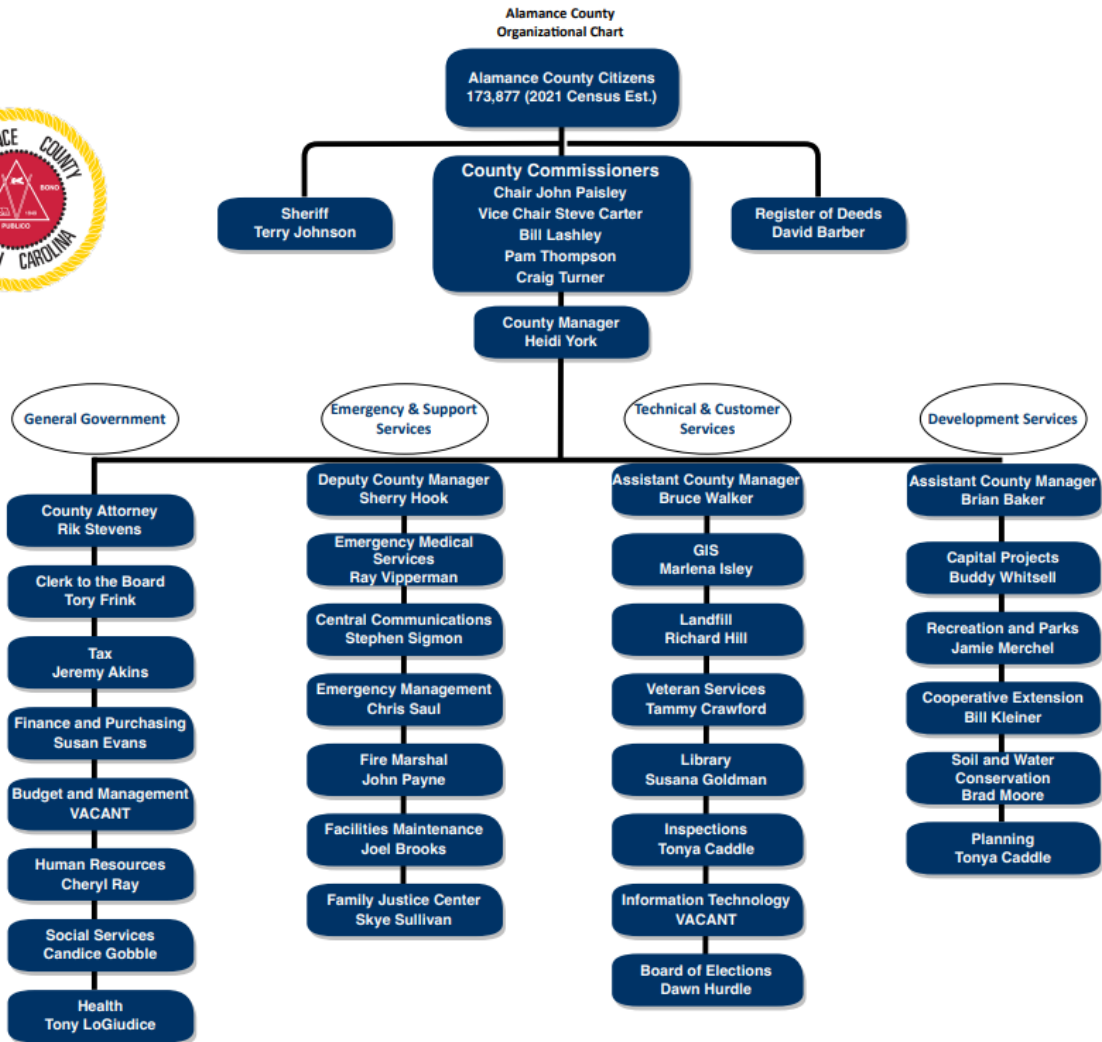 Alamance County
Organizational Chart
Alamance County Citizens
173,877 (2021 Census Est.)
COUNTY
BONO
1849
PUBLICO
CAROLINA
Sheriff
Terry Johnson
County Commissioners
Chair John Paisley
Vice Chair Steve Carter
Bill Lashley
Pam Thompson
Craig Turner
Register of Deeds
David Barber
County Manager
Heidi York
General Government
County Attorney
Rik Stevens
Clerk to the Board
Tory Frink
Tax
Jeremy Akins
Finance and Purchasing
Susan Evans
Budget and Management
VACANT
Human Resources
Cheryl Ray
Social Services
Candice Gobble
Health
Tony LoGiudice
Emergency & Support
Services
Deputy County Manager
Sherry Hook
Emergency Medical
Services
Ray Vipperman
Central Communications
Stephen Sigmon
Emergency Management
Chris Saul
Fire Marshal
John Payne
Facilities Maintenance
Joel Brooks
Family Justice Center
Skye Sullivan
Technical & Customer
Services
Assistant County Manager
Bruce Walker
GIS
Marlena Isley
Landfill
Richard Hill
Veteran Services
Tammy Crawford
Library
Susana Goldman
Inspections
Tonya Caddle
Information Technology
VACANT
Board of Elections
Dawn Hurdle
Development Services
Assistant County Manager
Brian Baker
Capital Projects
Buddy Whitsell
Recreation and Parks
Jamie Merchel
Cooperative Extension
Bill Kleiner
Soil and Water
Conservation
Brad Moore
Planning
Tonya Caddle